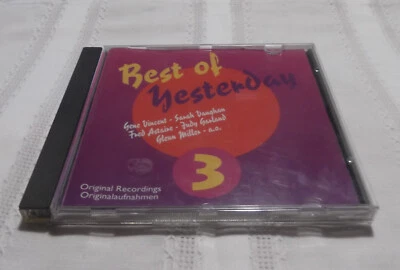 Best of
Yesterday
Gene Vincent - Sarah Vaughan
Fred Astaire - Judy Garland
Glenn Miller - a.o.
3
Original Recordings
Originalaufnahmen